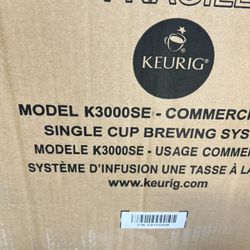 KEURIG®
MODEL K3000SE - COMMERC
SINGLE CUP BREWING SYS
MODELE K3000SE - USAGE COMME
SYSTÈME D'INFUSION UNE TASSE À LA
www.keurig.com